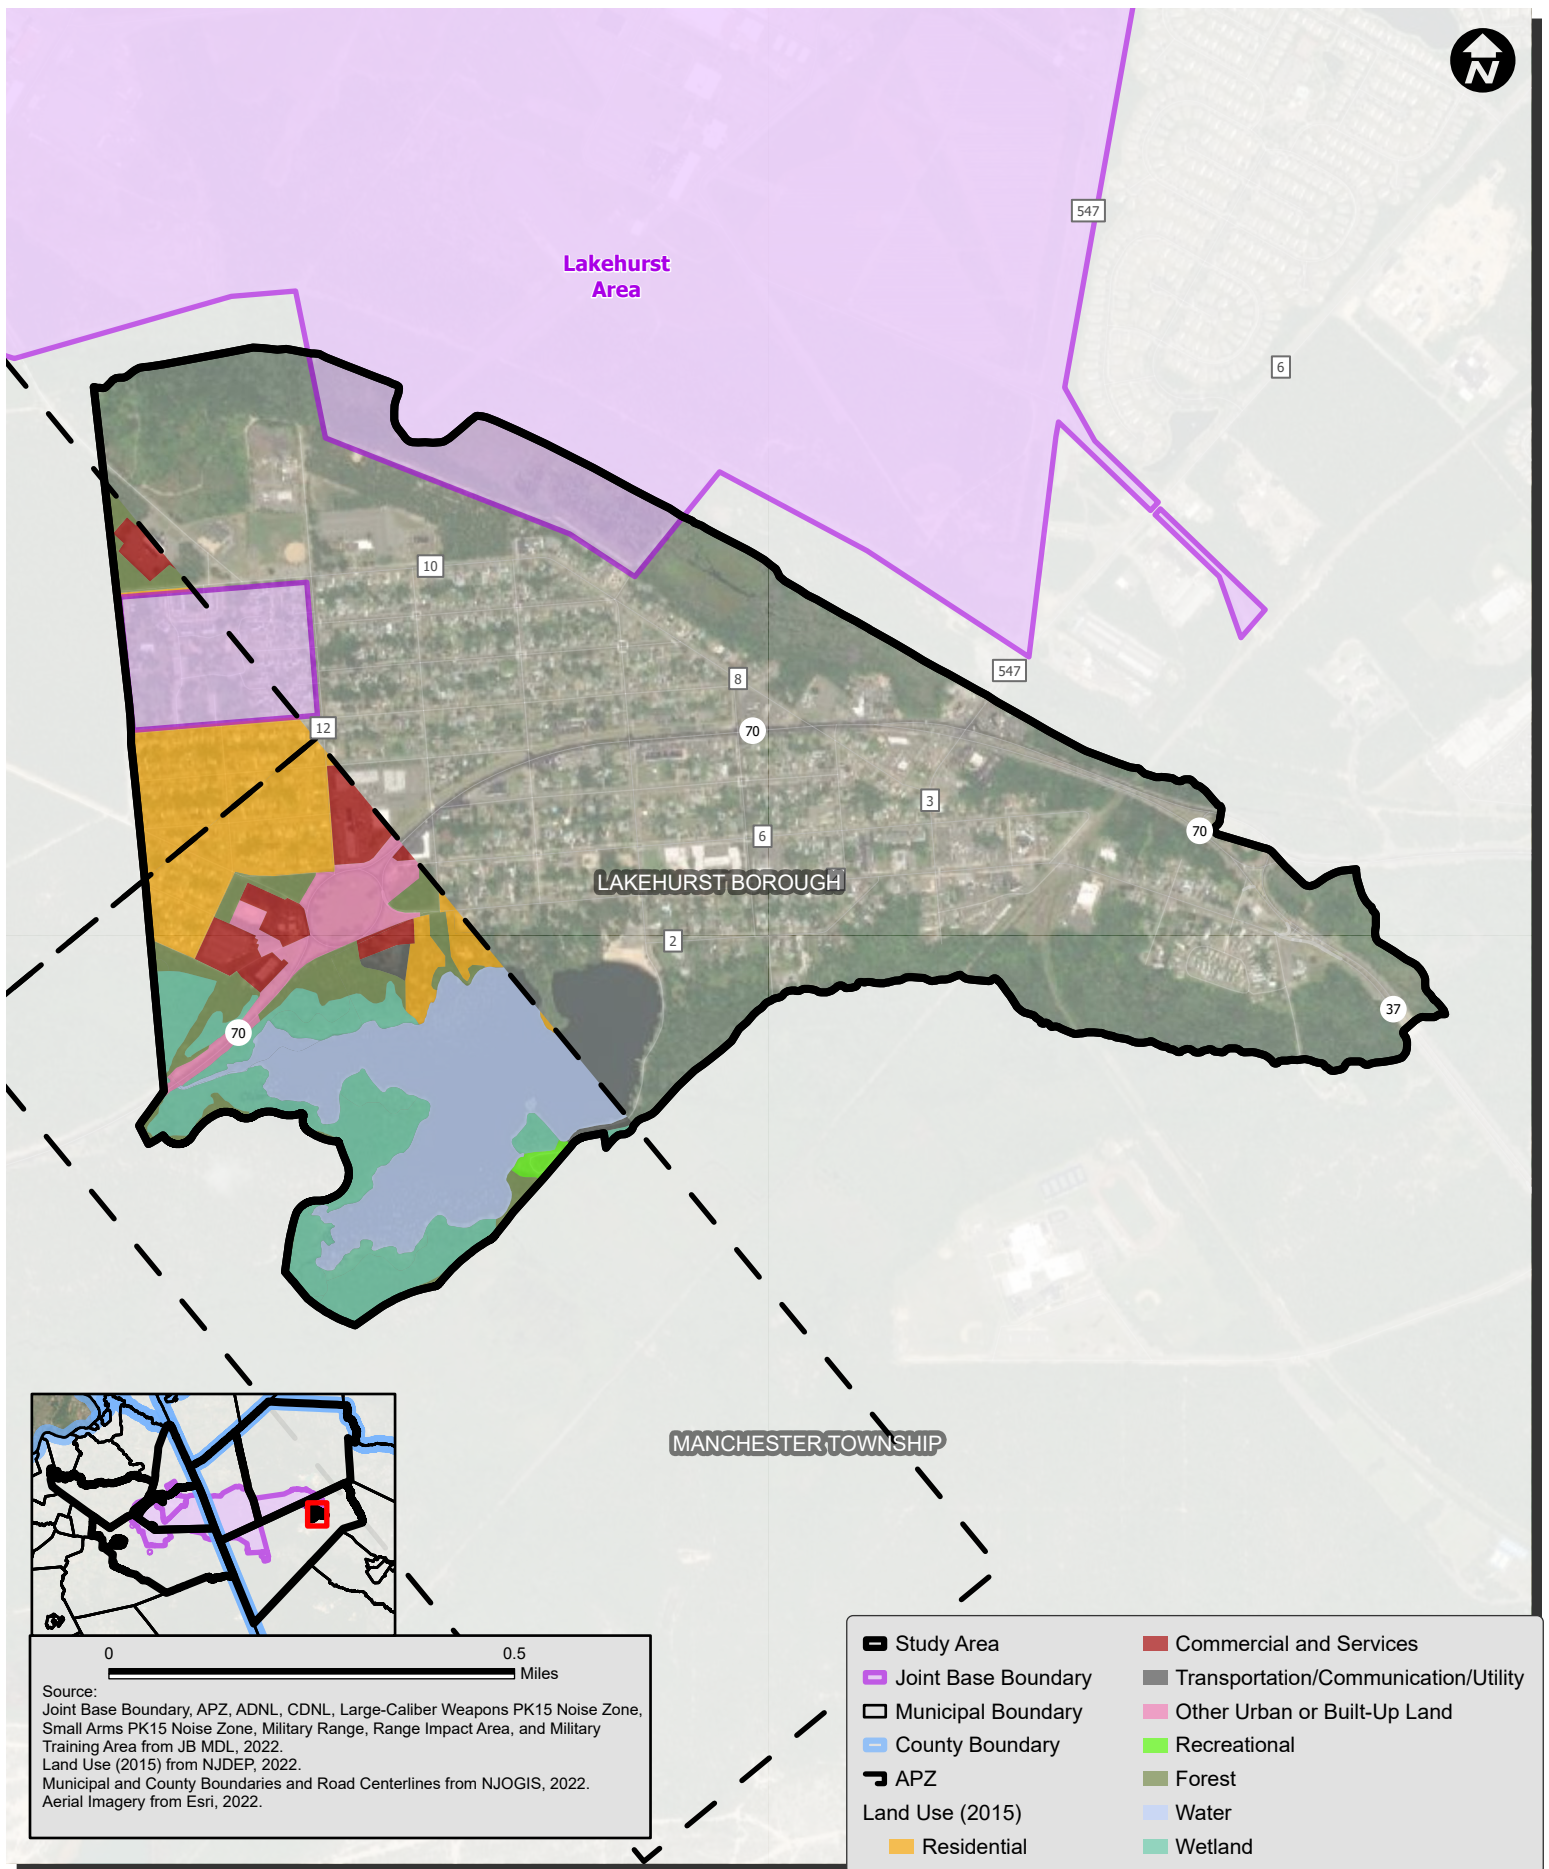 N
547
Lakehurst
Area
6
10
547
8
12
70
3
70
6
LAKEHURST BOROUGH
2
37
70
MANCHESTER TOWNSHIP
0 0.5
Miles
Source:
Joint Base Boundary, APZ, ADNL, CDNL, Large-Caliber Weapons PK15 Noise Zone,
Small Arms PK15 Noise Zone, Military Range, Range Impact Area, and Military
Training Area from JB MDL, 2022.
Land Use (2015) from NJDEP, 2022.
Municipal and County Boundaries and Road Centerlines from NJOGIS, 2022.
Aerial Imagery from Esri, 2022.
Study Area
Joint Base Boundary
Municipal Boundary
County Boundary
APZ
Land Use (2015)
Residential
Commercial and Services
Transportation/Communication/Utility
Other Urban or Built-Up Land
Recreational
Forest
Water
Wetland